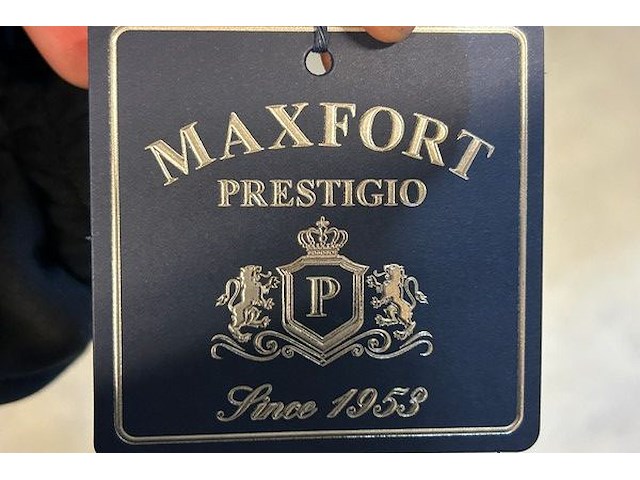 MAXFORT
PRESTIGIO
P
Since 1953